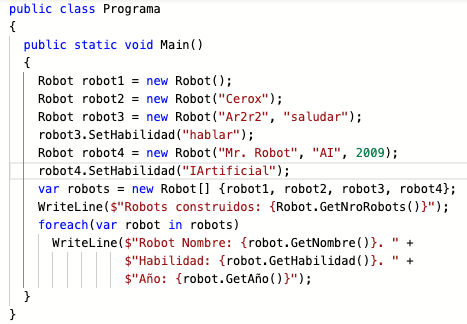 public class Programa
{
public static void Main()
{
Robot robot1 = new Robot();
Robot robot2 = new Robot("Cerox");
Robot robot3 = new Robot("Ar2r2", "saludar");
robot3.SetHabilidad("hablar");
Robot robot4 = new Robot("Mr. Robot", "AI", 2009);
robot4.SetHabilidad("IArtificial");
var robots = new Robot[] {robot1, robot2, robot3, robot4};
WriteLine($"Robots construidos: {Robot.GetNroRobots()}");
foreach(var robot in robots)
WriteLine($"Robot Nombre: {robot.GetNombre()}. " +
$"Habilidad: {robot.GetHabilidad()}. " +
$"Año: {robot.GetAño()}");
}
}